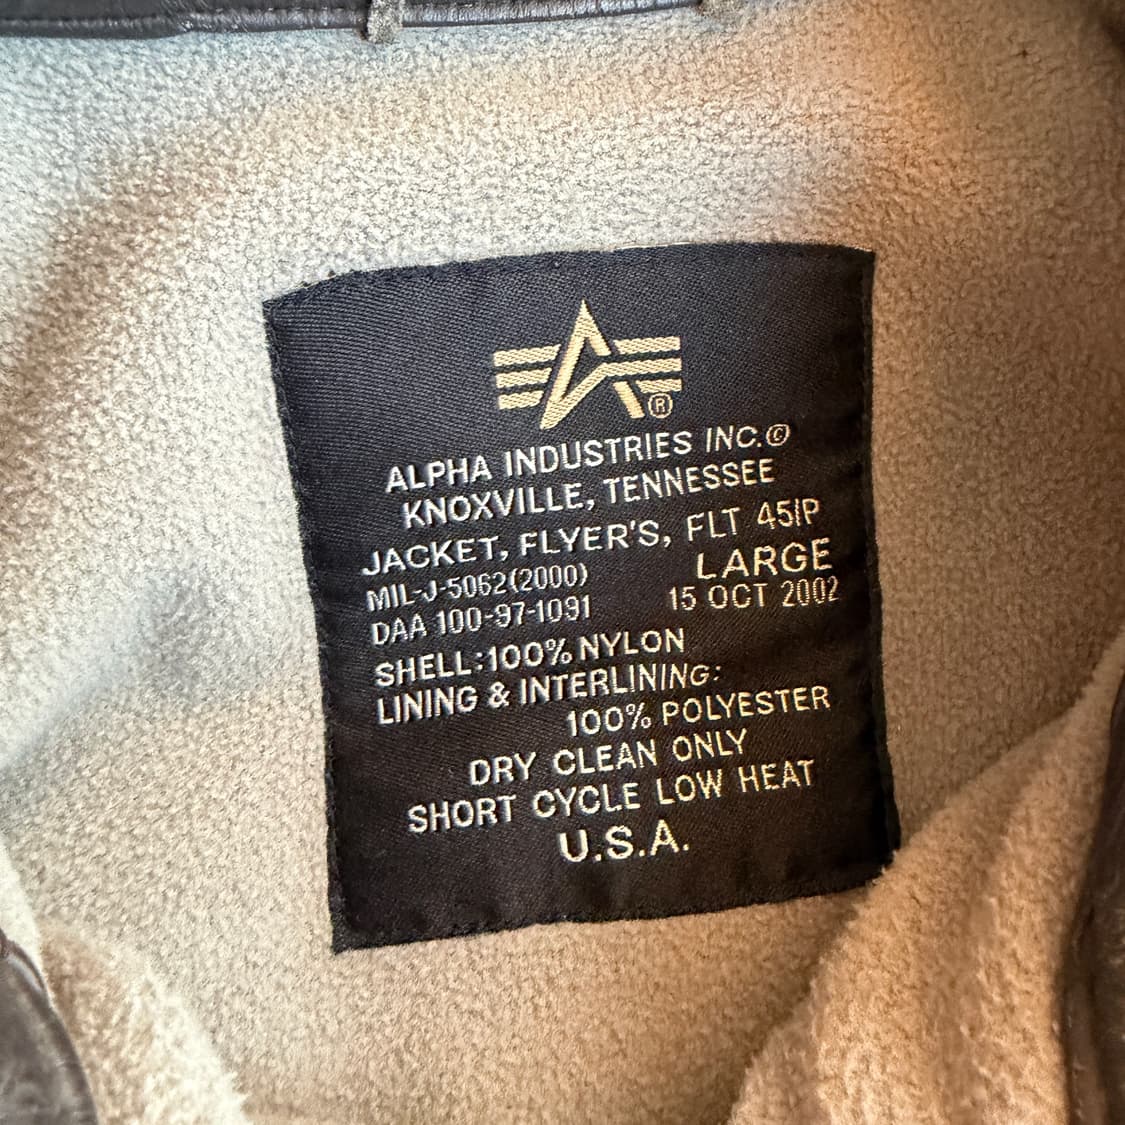 ®
ALPHA INDUSTRIES INC.©
KNOXVILLE, TENNESSEE
JACKET, FLYER'S, FLT 45IP
MIL-J-5062(2000) LARGE
DAA 100-97-1091 15 OCT 2002
SHELL:100% NYLON
LINING & INTERLINING:
100% POLYESTER
DRY CLEAN ONLY
SHORT CYCLE LOW HEAT
U.S.A.